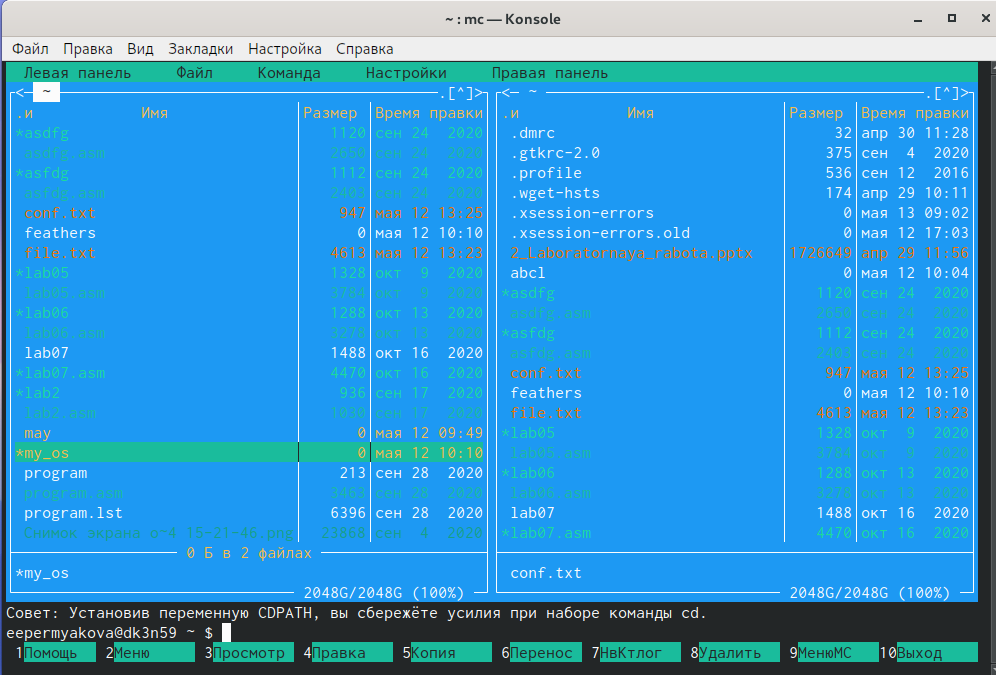 ~ : mc — Konsole
Файл Правка Вид Закладки Настройка Справка
Левая панель Файл Команда Настройки Правая панель
<─ ~ ─.[^]>
.и Имя Размер Время правки
*asdfg 1120 сен 24 2020
asdfg.asm 2650 сен 24 2020
*asfdg 1112 сен 24 2020
asfdg.asm 2403 сен 24 2020
conf.txt 947 мая 12 13:25
feathers 0 мая 12 10:10
file.txt 4613 мая 12 13:23
*lab05 1328 окт 9 2020
lab05.asm 3784 окт 9 2020
*lab06 1288 окт 13 2020
lab06.asm 3278 окт 13 2020
lab07 1488 окт 16 2020
*lab07.asm 4470 окт 16 2020
*lab2 936 сен 17 2020
lab2.asm 1030 сен 17 2020
may 0 мая 12 09:49
*my_os 0 мая 12 10:10
program 213 сен 28 2020
program.asm 3463 сен 28 2020
program.lst 6396 сен 28 2020
Снимок экрана о~4 15-21-46.png 23868 сен 4 2020
0 Б в 2 файлах
*my_os
2048G/2048G (100%)
<─ ~ ─.[^]>
.и Имя Размер Время правки
.dmrc 32 апр 30 11:28
.gtkrc-2.0 375 сен 4 2020
.profile 536 сен 12 2016
.wget-hsts 174 апр 29 10:11
.xsession-errors 0 мая 13 09:02
.xsession-errors.old 0 мая 12 17:03
2_Laboratornaya_rabota.pptx 1726649 апр 29 11:56
abcl 0 мая 12 10:04
*asdfg 1120 сен 24 2020
asdfg.asm 2650 сен 24 2020
*asfdg 1112 сен 24 2020
asfdg.asm 2403 сен 24 2020
conf.txt 947 мая 12 13:25
feathers 0 мая 12 10:10
file.txt 4613 мая 12 13:23
*lab05 1328 окт 9 2020
lab05.asm 3784 окт 9 2020
*lab06 1288 окт 13 2020
lab06.asm 3278 окт 13 2020
lab07 1488 окт 16 2020
*lab07.asm 4470 окт 16 2020
conf.txt
2048G/2048G (100%)
Совет: Установив переменную CDPATH, вы сбережёте усилия при наборе команды cd.
eepermyakova@dk3n59 ~ $
1Помощь 2Меню 3Просмотр 4Правка 5Копия 6Перенос 7НвКтлог 8Удалить 9МенюMC 10Выход